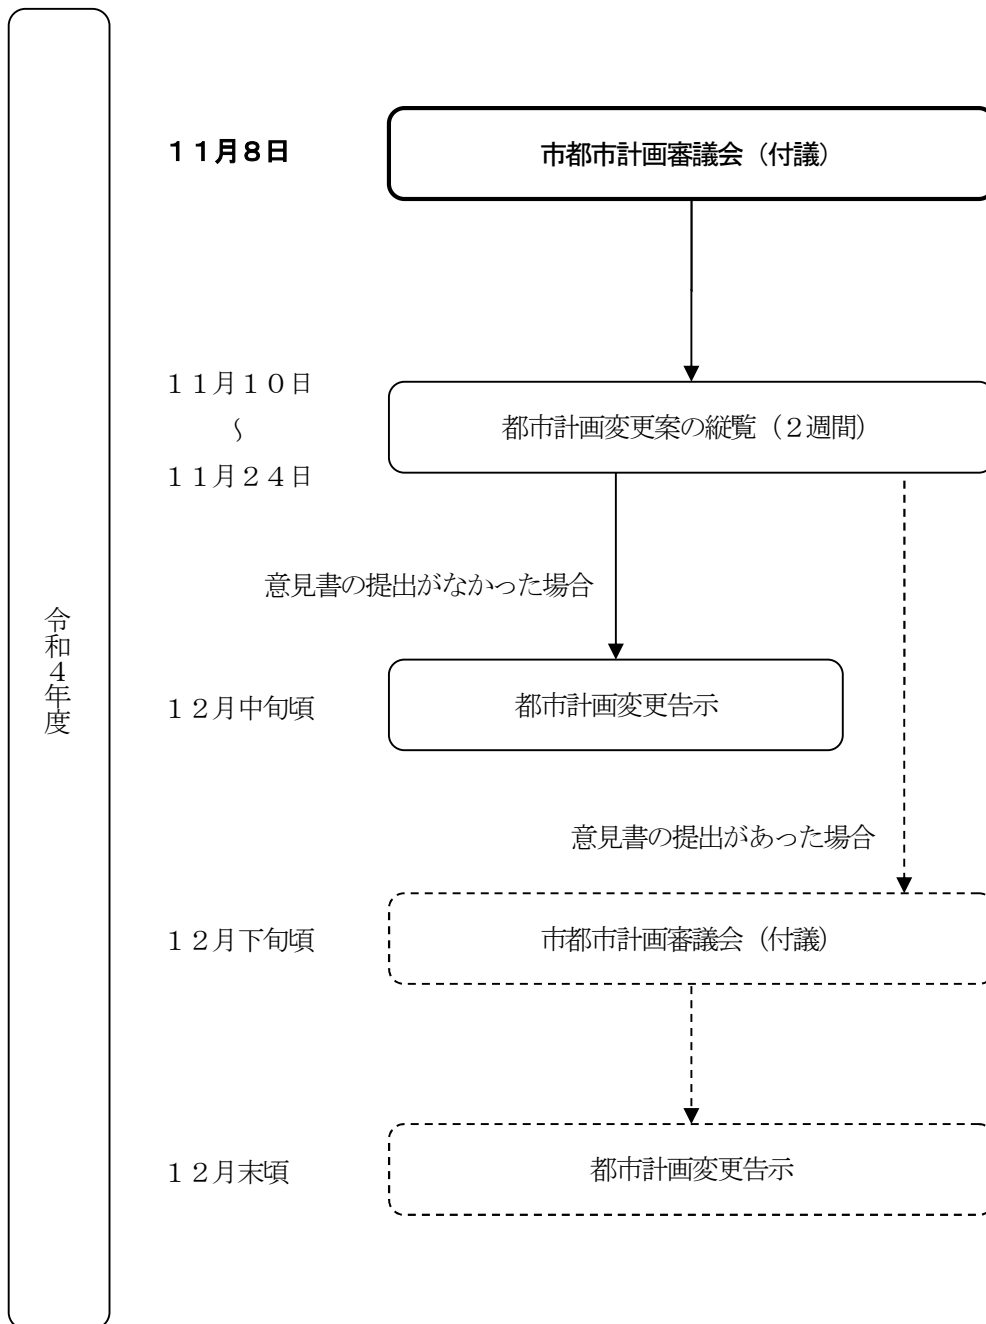 令和４年度
１１月８日
市都市計画審議会（付議）
１１月１０日
～
１１月２４日
都市計画変更案の縦覧（２週間）
意見書の提出がなかった場合
１２月中旬頃
都市計画変更告示
意見書の提出があった場合
１２月下旬頃
市都市計画審議会（付議）
１２月末頃
都市計画変更告示